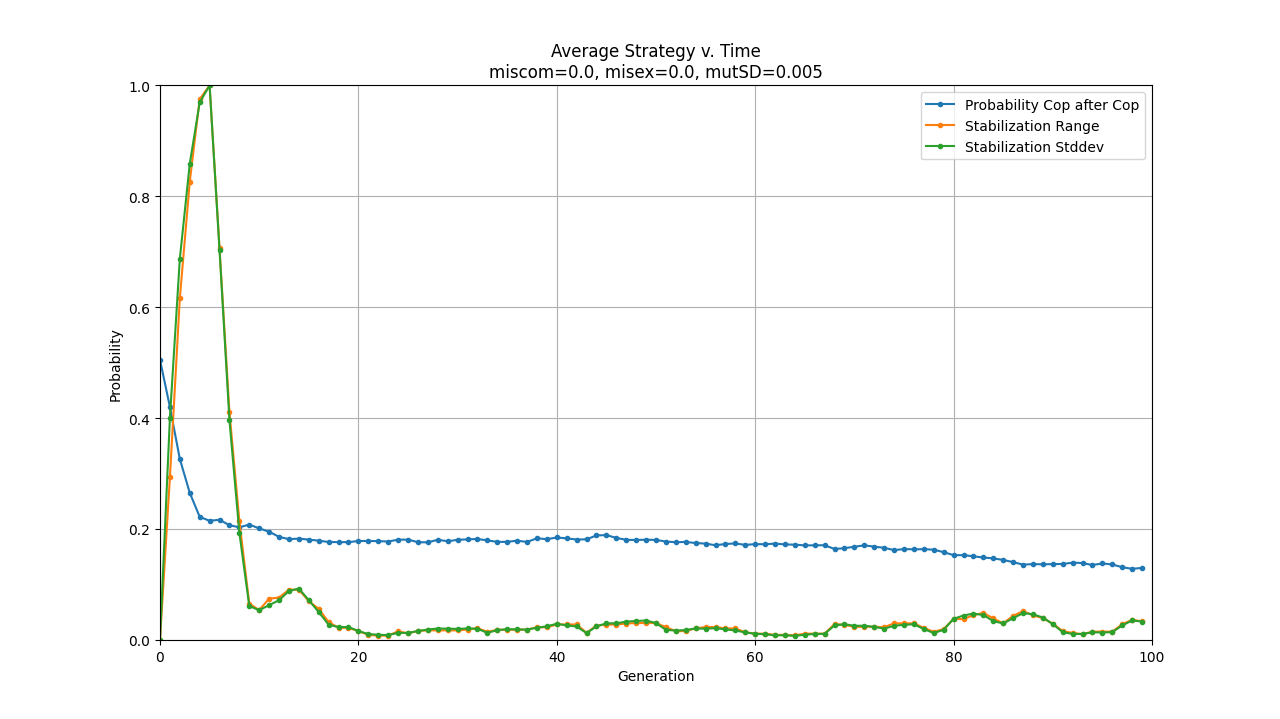 Average Strategy v. Time
miscom=0.0, misex=0.0, mutSD=0.005
Probability Cop after Cop
Stabilization Range
Stabilization Stddev
Probability
1.0
0.8
0.6
0.4
0.2
0.0
0
20
40
60
80
100
Generation